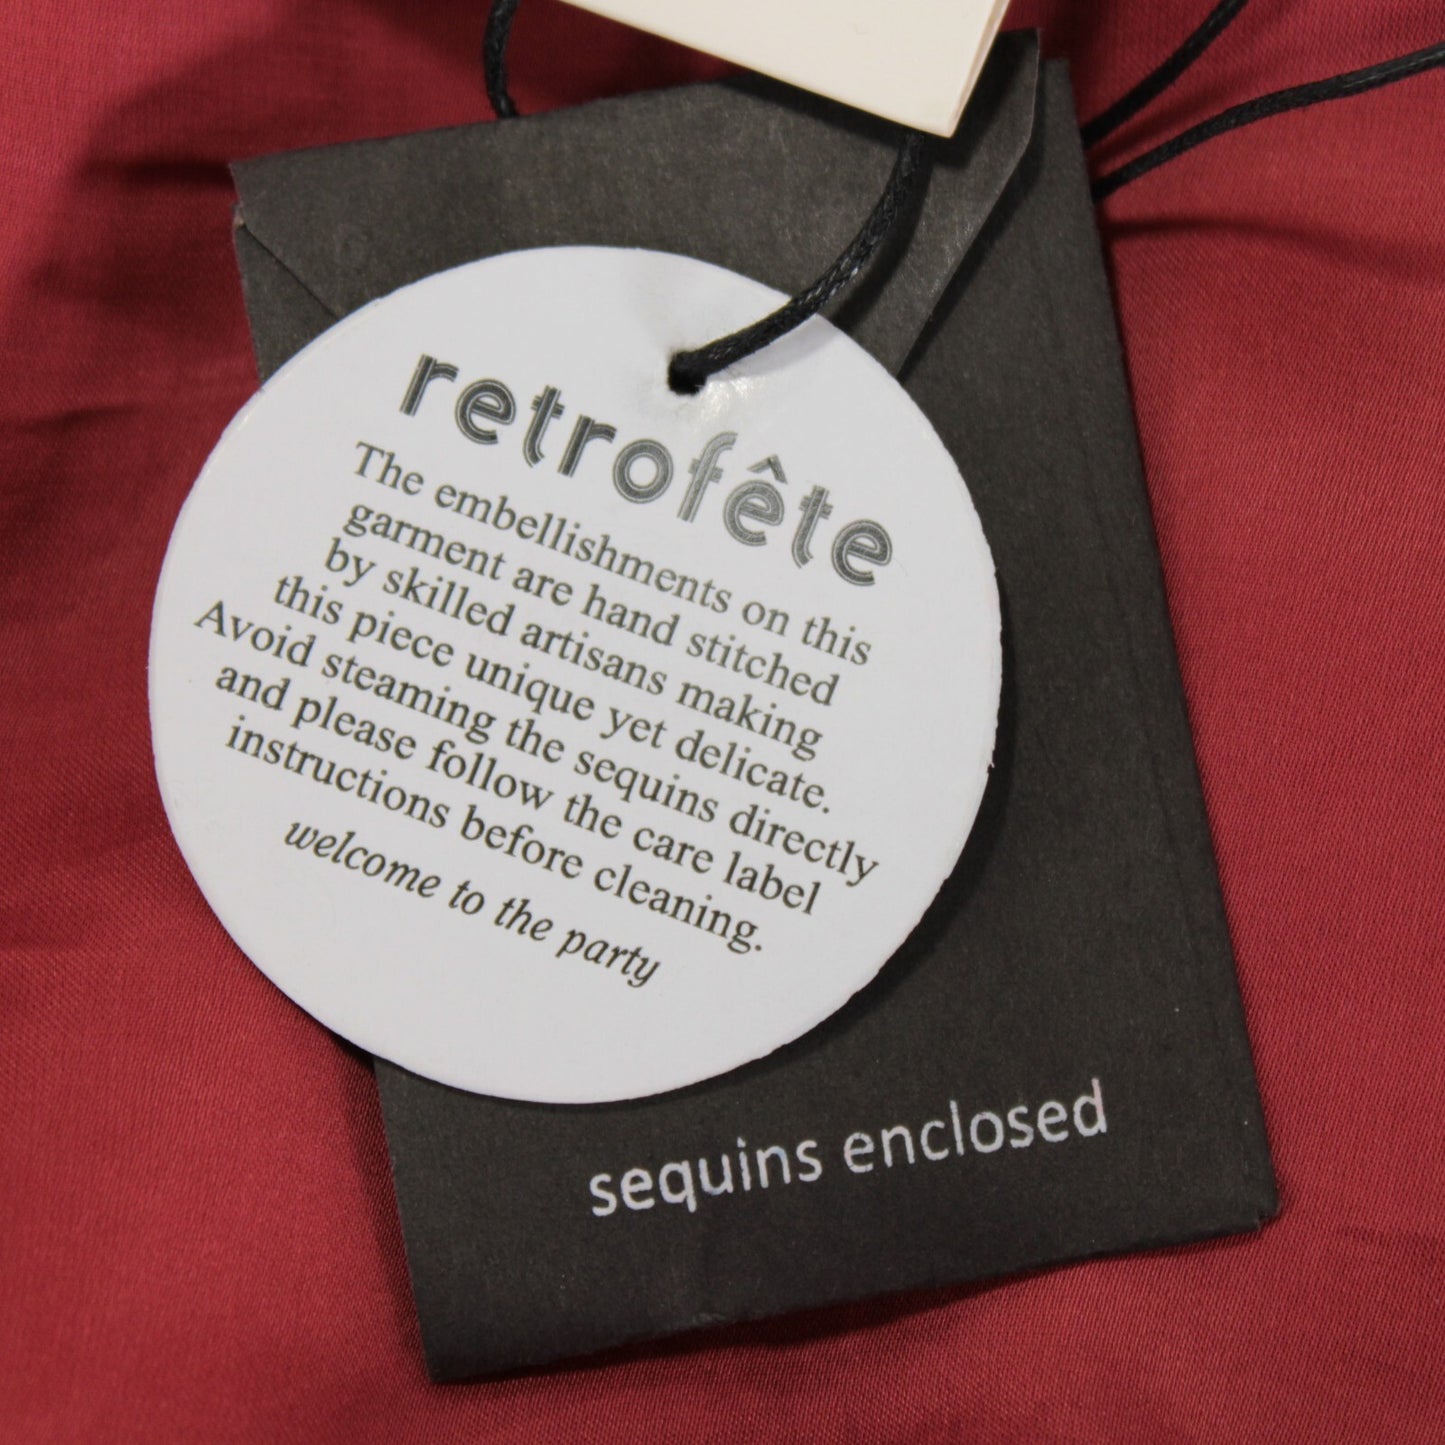 retrofête
The embellishments on this
garment are hand stitched
by skilled artisans making
this piece unique yet delicate.
Avoid steaming the sequins directly
and please follow the care label
instructions before cleaning.
welcome to the party
sequins enclosed